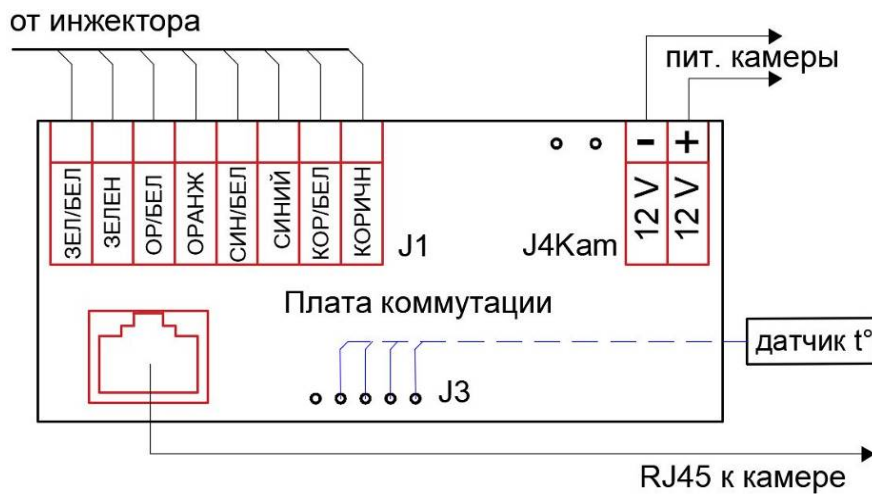 от инжектора
пит. камеры
ЗЕЛ/БЕЛ
ЗЕЛЕН
ОР/БЕЛ
ОРАНЖ
СИН/БЕЛ
СИНИЙ
КОР/БЕЛ
КОРИЧН
J1
J4Kam
12 V -
12 V +
Плата коммутации
датчик t°
J3
RJ45 к камере